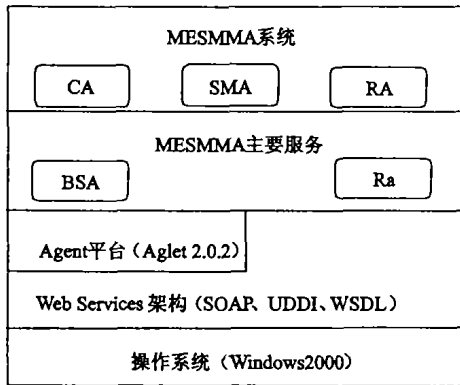 MESMMA系统
CA SMA RA
MESMMA主要服务
BSA Ra
Agent平台（Aglet 2.0.2）
Web Services 架构（SOAP、UDDI、WSDL）
操作系统（Windows2000）